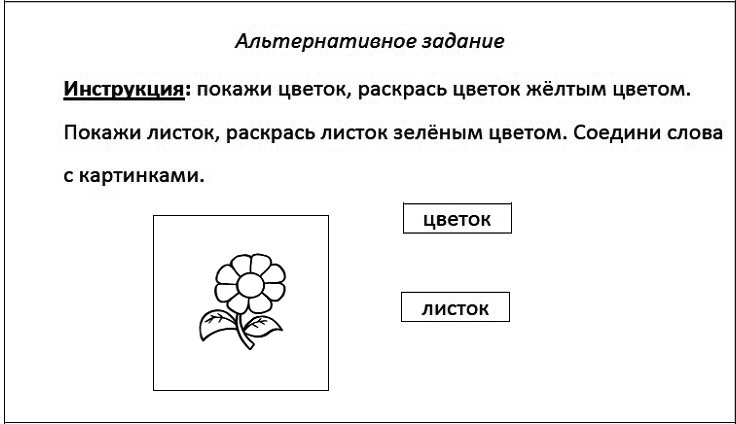 Альтернативное задание
Инструкция: покажи цветок, раскрась цветок жёлтым цветом.
Покажи листок, раскрась листок зелёным цветом. Соедини слова
с картинками.
цветок
листок